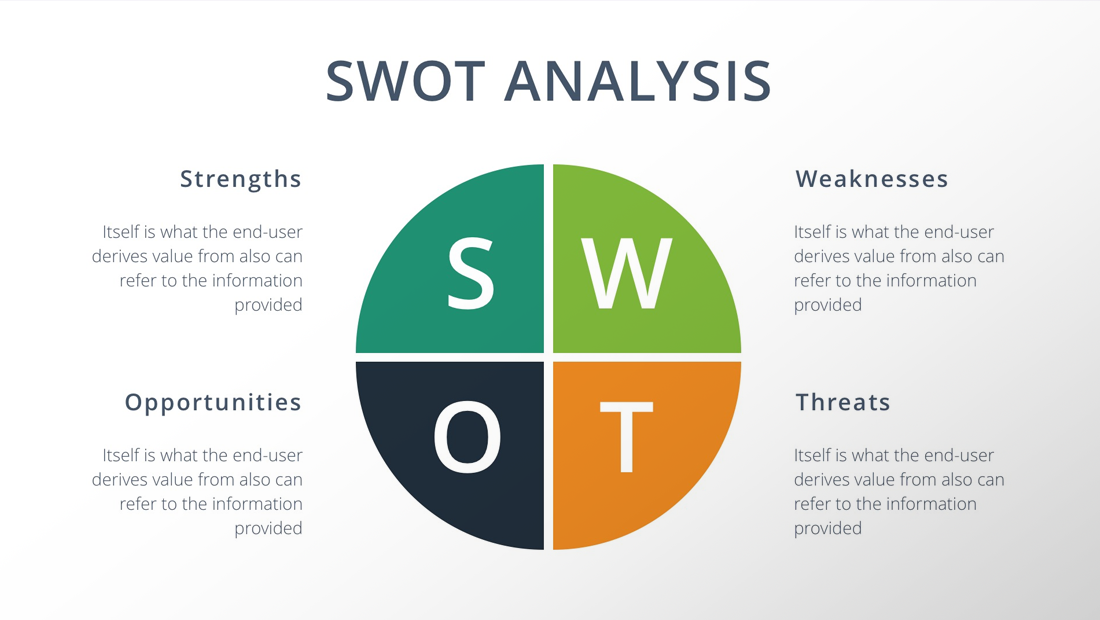 SWOT ANALYSIS
Strengths
Itself is what the end-user
derives value from also can
refer to the information
provided
S
W
Weaknesses
Itself is what the end-user
derives value from also can
refer to the information
provided
Opportunities
Itself is what the end-user
derives value from also can
refer to the information
provided
O
T
Threats
Itself is what the end-user
derives value from also can
refer to the information
provided